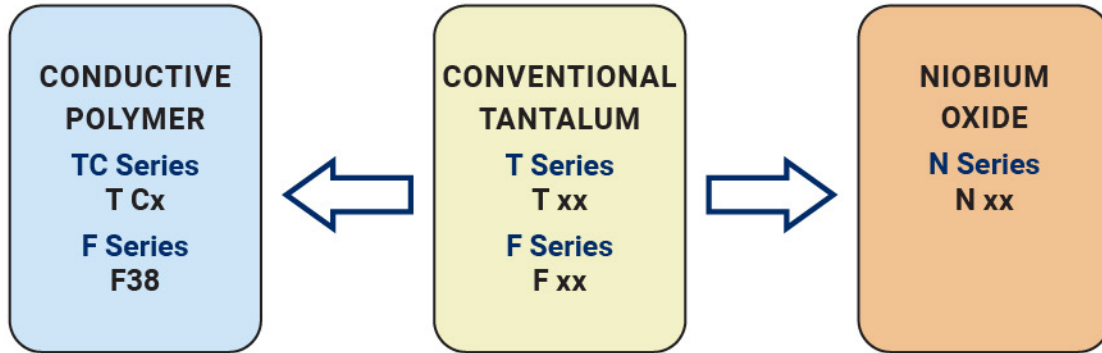 CONDUCTIVE
POLYMER
TC Series
T Cx
F Series
F38
CONVENTIONAL
TANTALUM
T Series
T xx
F Series
F xx
NIOBIUM
OXIDE
N Series
N xx